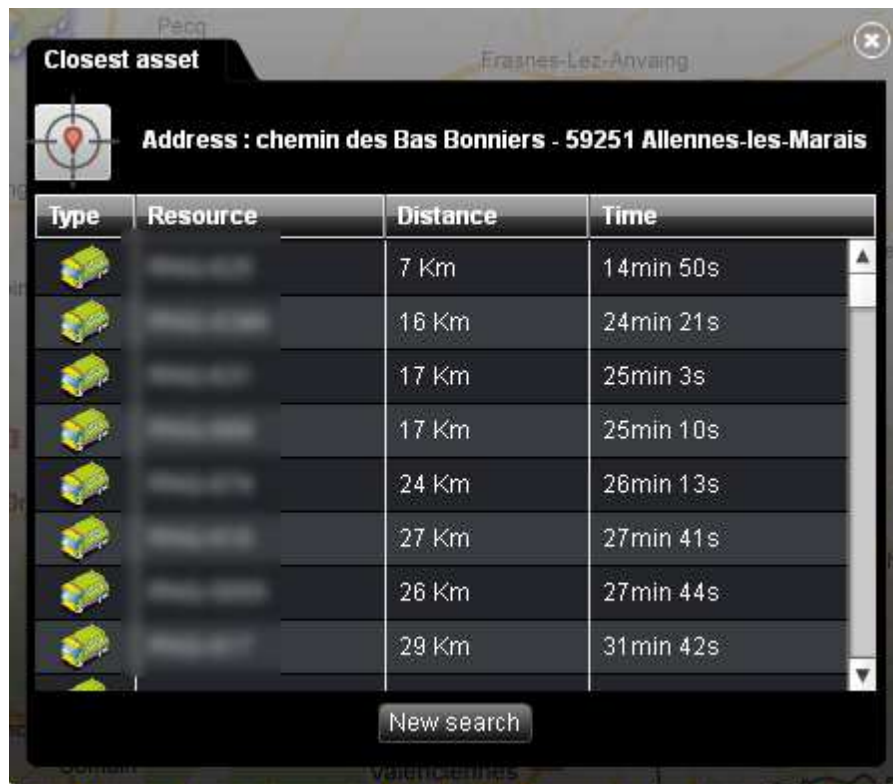 Pecq
Closest asset
Frasnes-Lez-Anvaing
Address : chemin des Bas Bonniers - 59251 Allennes-les-Marais
Type Resource Distance Time
7 Km 14min 50s
16 Km 24min 21s
17 Km 25min 3s
17 Km 25min 10s
24 Km 26min 13s
27 Km 27min 41s
26 Km 27min 44s
29 Km 31min 42s
New search
Valenciennes